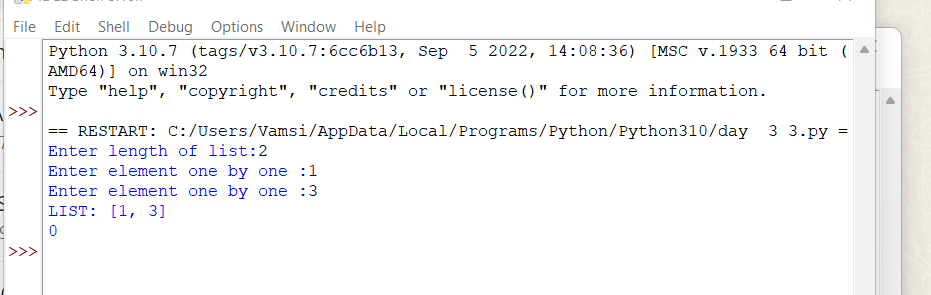 File Edit Shell Debug Options Window Help
Python 3.10.7 (tags/v3.10.7:6cc6b13, Sep  5 2022, 14:08:36) [MSC v.1933 64 bit (
AMD64)] on win32
Type "help", "copyright", "credits" or "license()" for more information.
>>>
== RESTART: C:/Users/Vamsi/AppData/Local/Programs/Python/Python310/day  3 3.py =
Enter length of list:2
Enter element one by one :1
Enter element one by one :3
LIST: [1, 3]
0
>>>